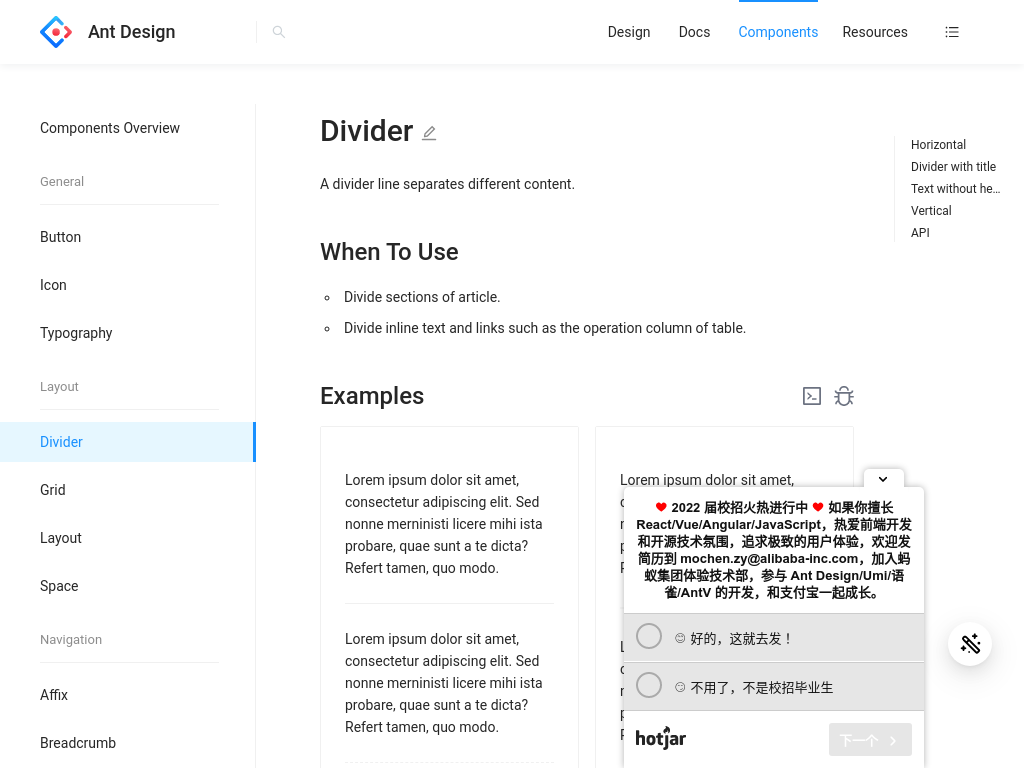 Ant Design
Design
Docs
Components
Resources
Components Overview
General
Button
Icon
Typography
Layout
Divider
Grid
Layout
Space
Navigation
Affix
Breadcrumb
Divider
A divider line separates different content.
When To Use
Divide sections of article.
Divide inline text and links such as the operation column of table.
Examples
Lorem ipsum dolor sit amet,
consectetur adipiscing elit. Sed
nonne merninisti licere mihi ista
probare, quae sunt a te dicta?
Refert tamen, quo modo.
Lorem ipsum dolor sit amet,
consectetur adipiscing elit. Sed
nonne merninisti licere mihi ista
probare, quae sunt a te dicta?
Refert tamen, quo modo.
Lorem ipsum dolor sit amet,
Horizontal
Divider with title
Text without he...
Vertical
API
❤ 2022 届校招火热进行中 ❤ 如果你擅长
React/Vue/Angular/JavaScript，热爱前端开发
和开源技术氛围，追求极致的用户体验，欢迎发
简历到 mochen.zy@alibaba-inc.com，加入蚂
蚁集团体验技术部，参与 Ant Design/Umi/语
雀/AntV 的开发，和支付宝一起成长。
好的，这就去发！
不用了，不是校招毕业生
hotjar
下一个